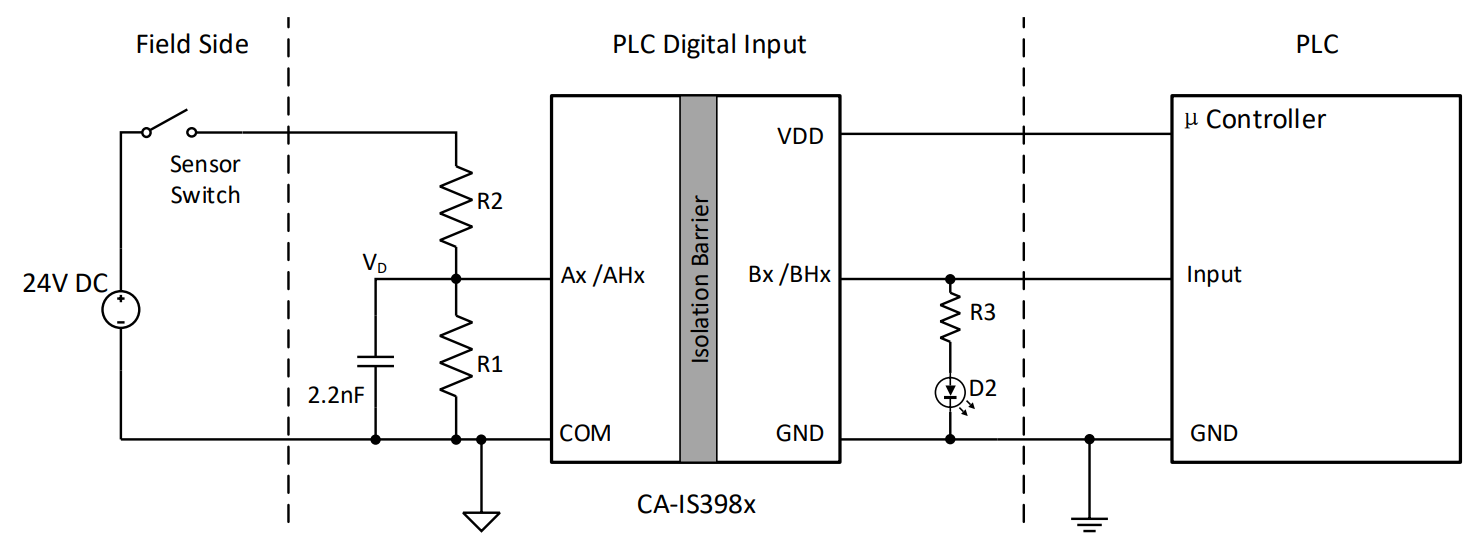 Field Side
PLC Digital Input
PLC
μ Controller
VDD
Sensor
Switch
R2
Isolation Barrier
V_D
Ax /AHx
Bx /BHx
Input
24V DC
+
−
R3
R1
2.2nF
D2
COM
GND
GND
CA-IS398x